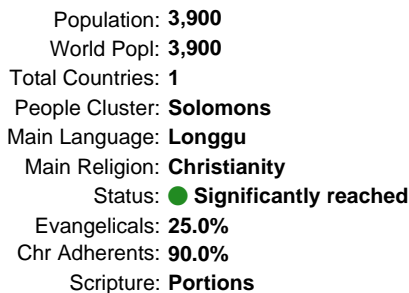 Population: 3,900
World Popl: 3,900
Total Countries: 1
People Cluster: Solomons
Main Language: Longgu
Main Religion: Christianity
Status: Significantly reached
Evangelicals: 25.0%
Chr Adherents: 90.0%
Scripture: Portions